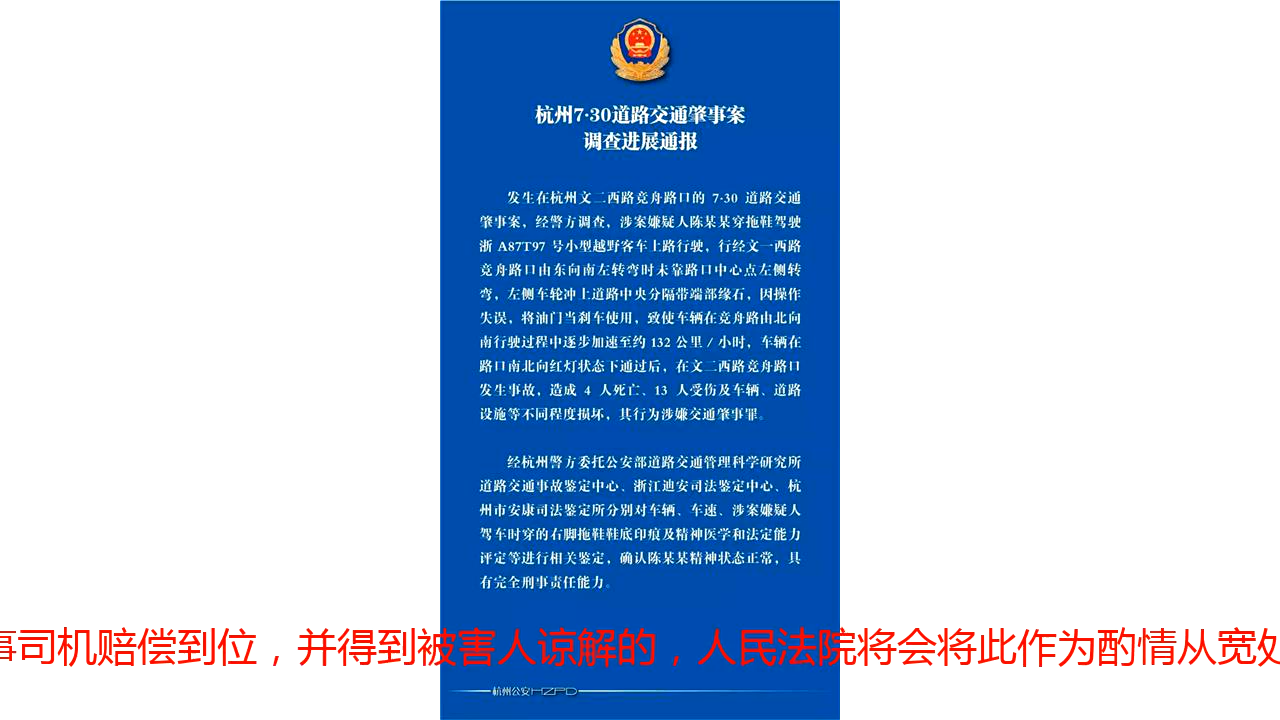 杭州7·30道路交通肇事案
调查进展通报
发生在杭州文二西路竞舟路口的 7·30 道路交通
肇事案，经警方调查，涉案嫌疑人陈某某穿拖鞋驾驶
浙 A87T97 号小型越野客车上路行驶，行经文一西路
竞舟路口由东向南左转弯时未靠路口中心点左侧转
弯，左侧车轮冲上道路中央分隔带端部缘石，因操作
失误，将油门当刹车使用，致使车辆在竞舟路由北向
南行驶过程中逐步加速至约 132 公里 / 小时，车辆在
路口南北向红灯状态下通过后，在文二西路竞舟路口
发生事故，造成 4 人死亡、13 人受伤及车辆、道路
设施等不同程度损坏，其行为涉嫌交通肇事罪。
经杭州警方委托公安部道路交通管理科学研究所
道路交通事故鉴定中心、浙江迪安司法鉴定中心、杭
州市安康司法鉴定所分别对车辆、车速、涉案嫌疑人
驾车时穿的右脚拖鞋鞋底印痕及精神医学和法定能力
评定等进行相关鉴定，确认陈某某精神状态正常，具
有完全刑事责任能力。
事司机赔偿到位，并得到被害人谅解的，人民法院将会将此作为酌情从宽处
杭州公安HZPD